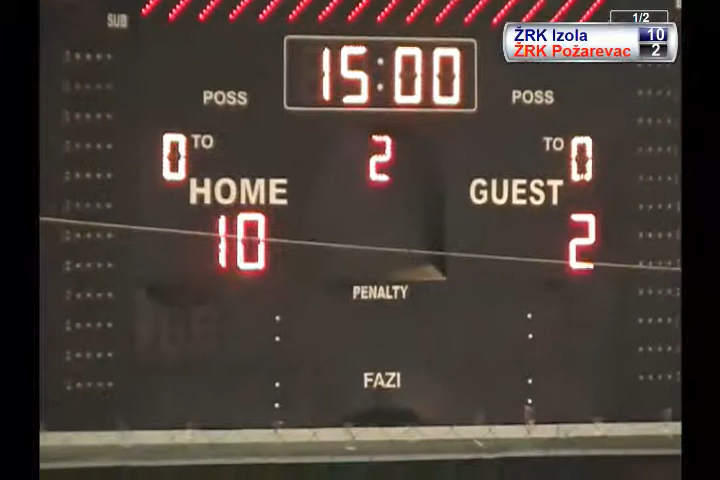 SUB
1/2
ŽRK Izola 10
ŽRK Požarevac 2
15:00
POSS POSS
0 TO 2 TO 0
HOME GUEST
10 2
PENALTY
FAZI